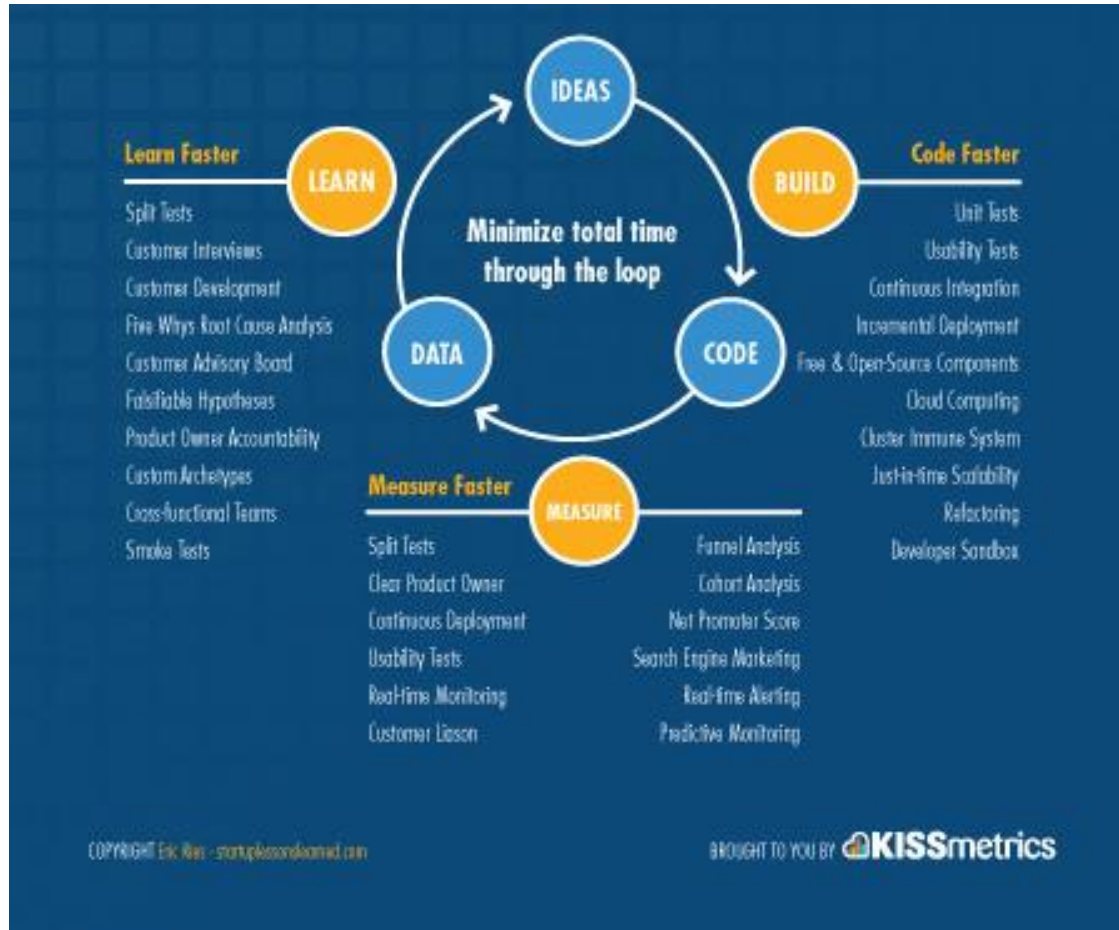 IDEAS
Learn Faster
LEARN
Split Tests
Customer Interviews
Customer Development
Five Whys Root Cause Analysis
Customer Advisory Board
Falsifiable Hypotheses
Product Owner Accountability
Custom Archetypes
Cross-functional Teams
Smoke Tests
Minimize total time
through the loop
BUILD
Code Faster
Unit Tests
Usability Tests
Continuous Integration
Incremental Deployment
Free & Open-Source Components
Cloud Computing
Cluster Immune System
Just-in-time Scalability
Refactoring
Developer Sandbox
DATA
CODE
Measure Faster
MEASURE
Split Tests
Clear Product Owner
Continuous Deployment
Usability Tests
Real-time Monitoring
Customer Liason
Funnel Analysis
Cohort Analysis
Net Promoter Score
Search Engine Marketing
Real-time Alerting
Predictive Monitoring
COPYRIGHT Eric Ries - startuplessonslearned.com
BROUGHT TO YOU BY KISSmetrics